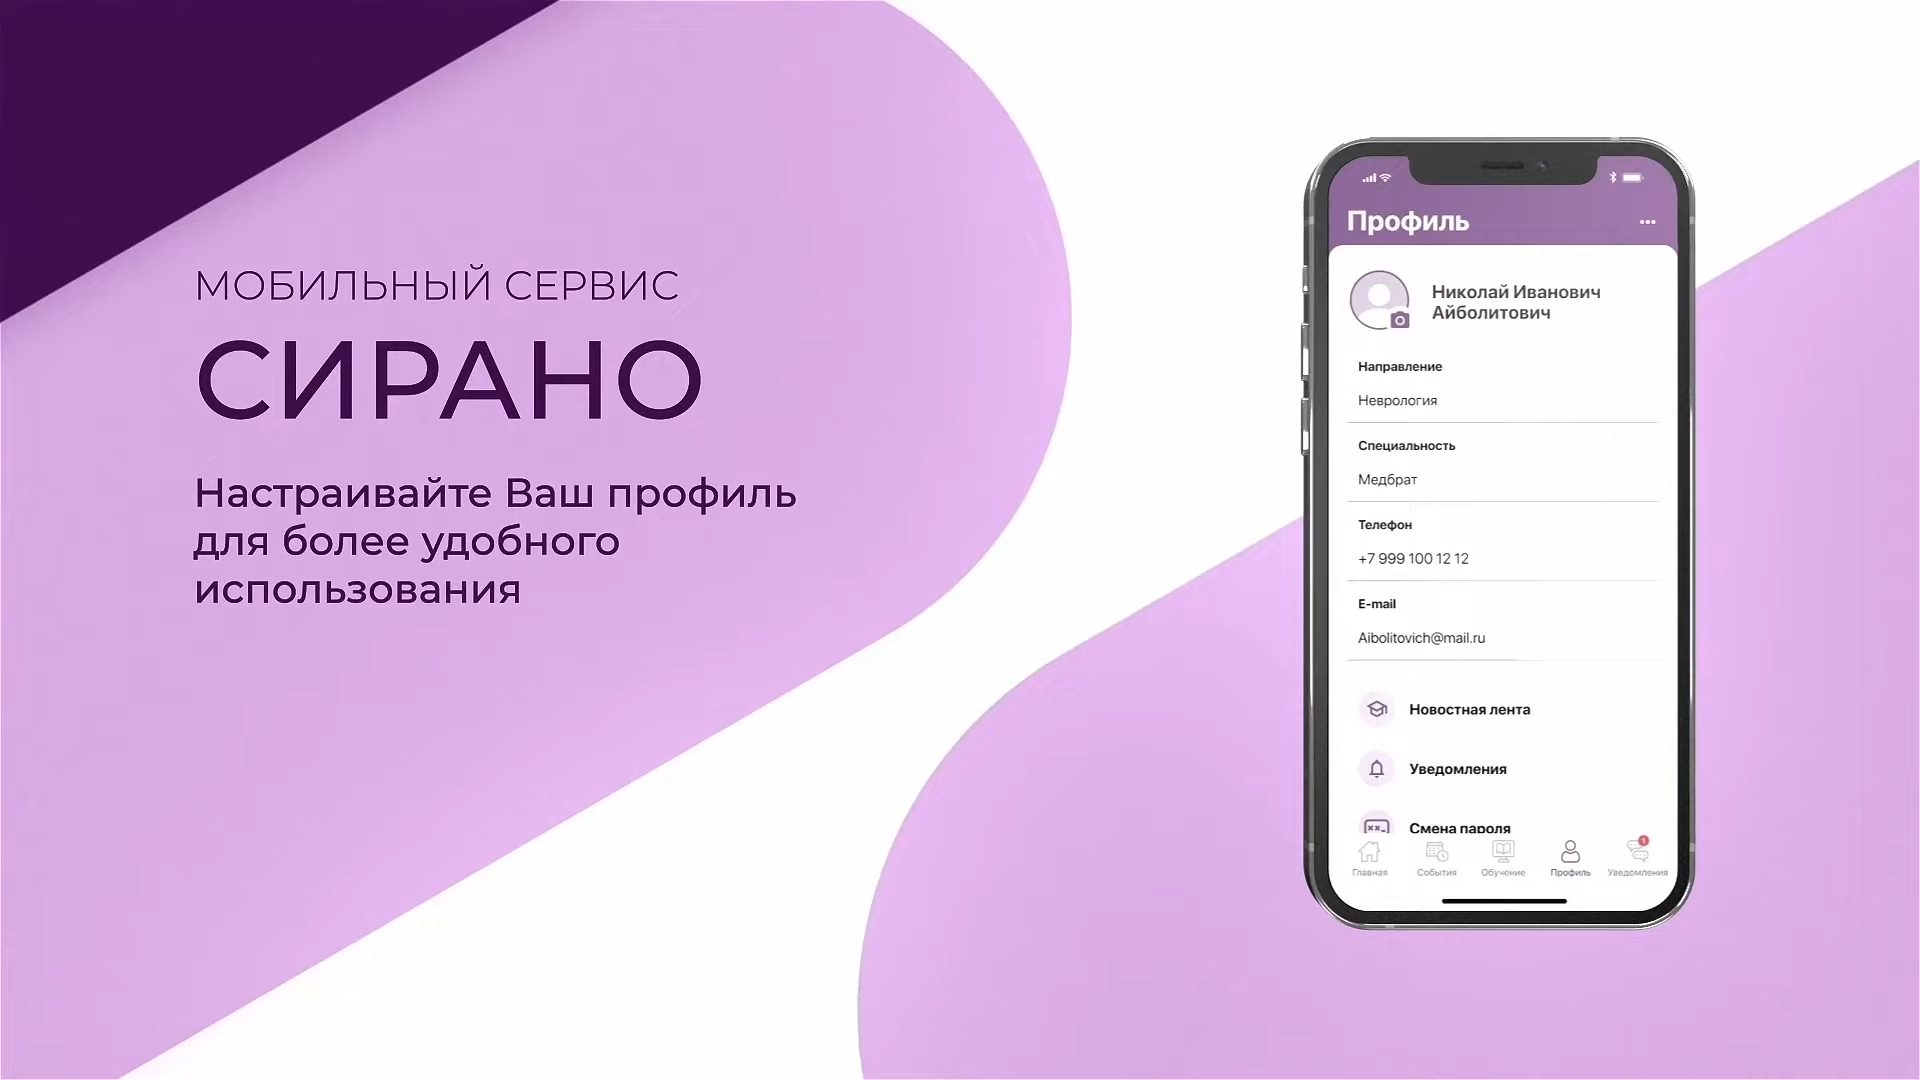 МОБИЛЬНЫЙ СЕРВИС
СИРАНО
Настраивайте Ваш профиль
для более удобного
использования
Профиль
Николай Иванович
Айболитович
Направление
Неврология
Специальность
Медбрат
Телефон
+7 999 100 12 12
E-mail
Aibolitovich@mail.ru
Новостная лента
Уведомления
Смена пароля
1
Главная
События
Обучение
Профиль
Уведомления